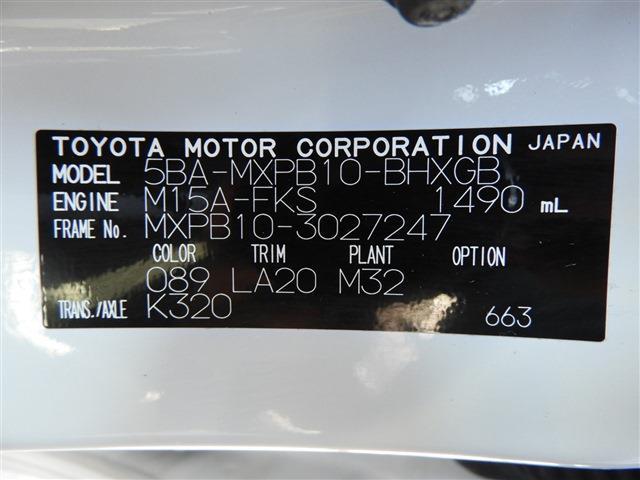 TOYOTA MOTOR CORPORATION JAPAN
MODEL 5BA-MXPB10-BHXGB
ENGINE M15A-FKS 1490 mL
FRAME No. MXPB10-3027247
COLOR TRIM PLANT OPTION
089 LA20 M32
TRANS./AXLE K320 663